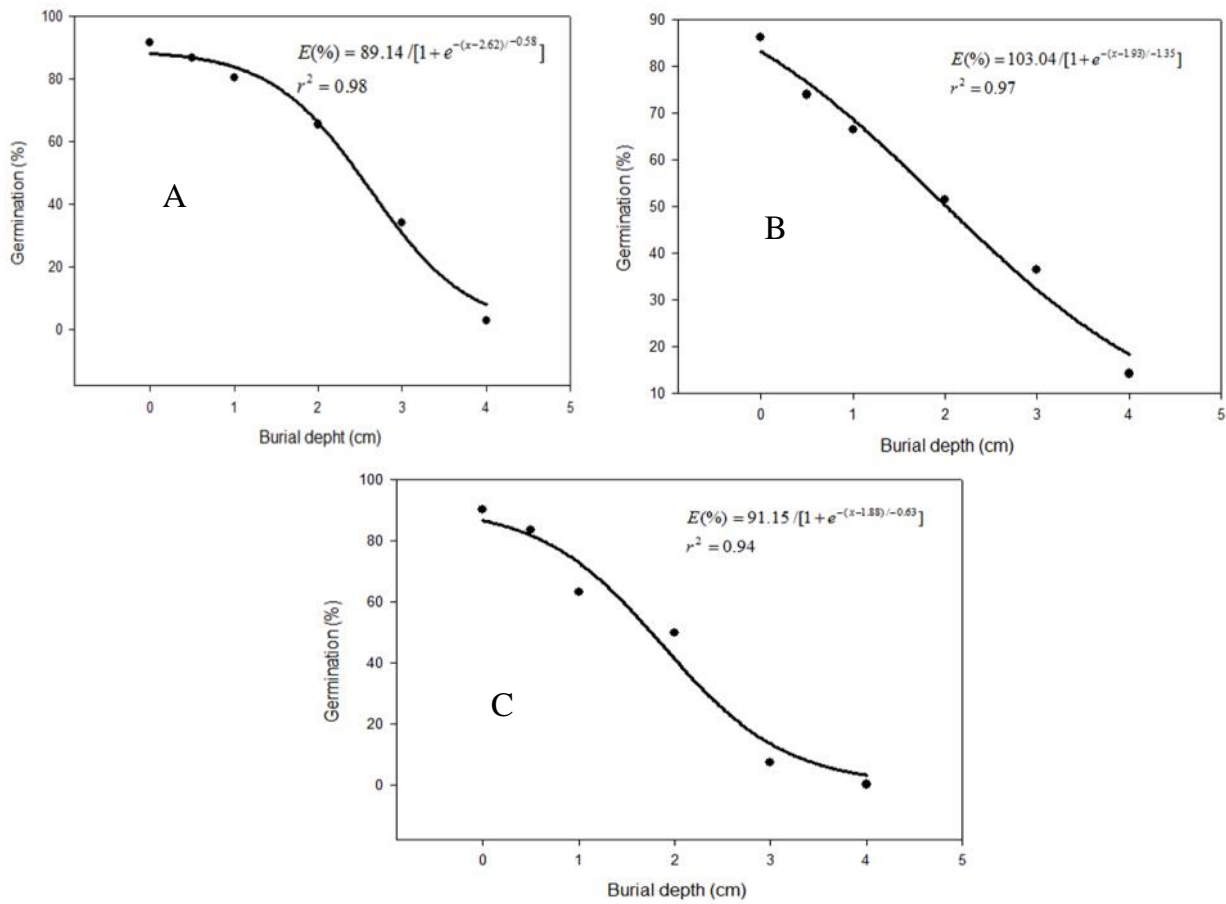 100
80
60
40
20
0
Germination (%)
E(%) = 89.14 /[1+ e^{-(x-2.62)/-0.58}]
r² = 0.98
A
0 1 2 3 4 5
Burial depht (cm)
90
80
70
60
50
40
30
20
10
Germination (%)
E(%) = 103.04 /[1+ e^{-(x-1.93)/-1.35}]
r² = 0.97
B
0 1 2 3 4 5
Burial depth (cm)
100
80
60
40
20
0
Germination (%)
E(%) = 91.15 /[1+ e^{-(x-1.88)/-0.63}]
r² = 0.94
C
0 1 2 3 4 5
Burial depth (cm)